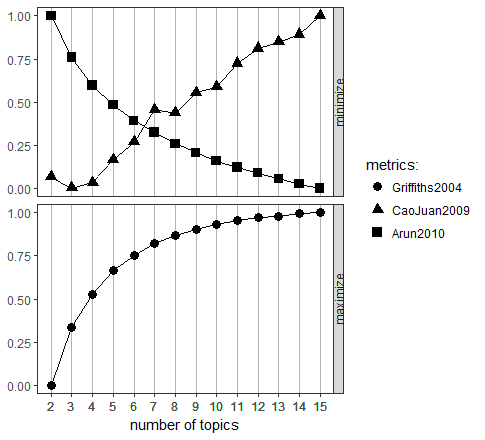 1.00
0.75
0.50
0.25
0.00
minimize
1.00
0.75
0.50
0.25
0.00
maximize
2 3 4 5 6 7 8 9 10 11 12 13 14 15
number of topics
metrics:
Griffiths2004
CaoJuan2009
Arun2010